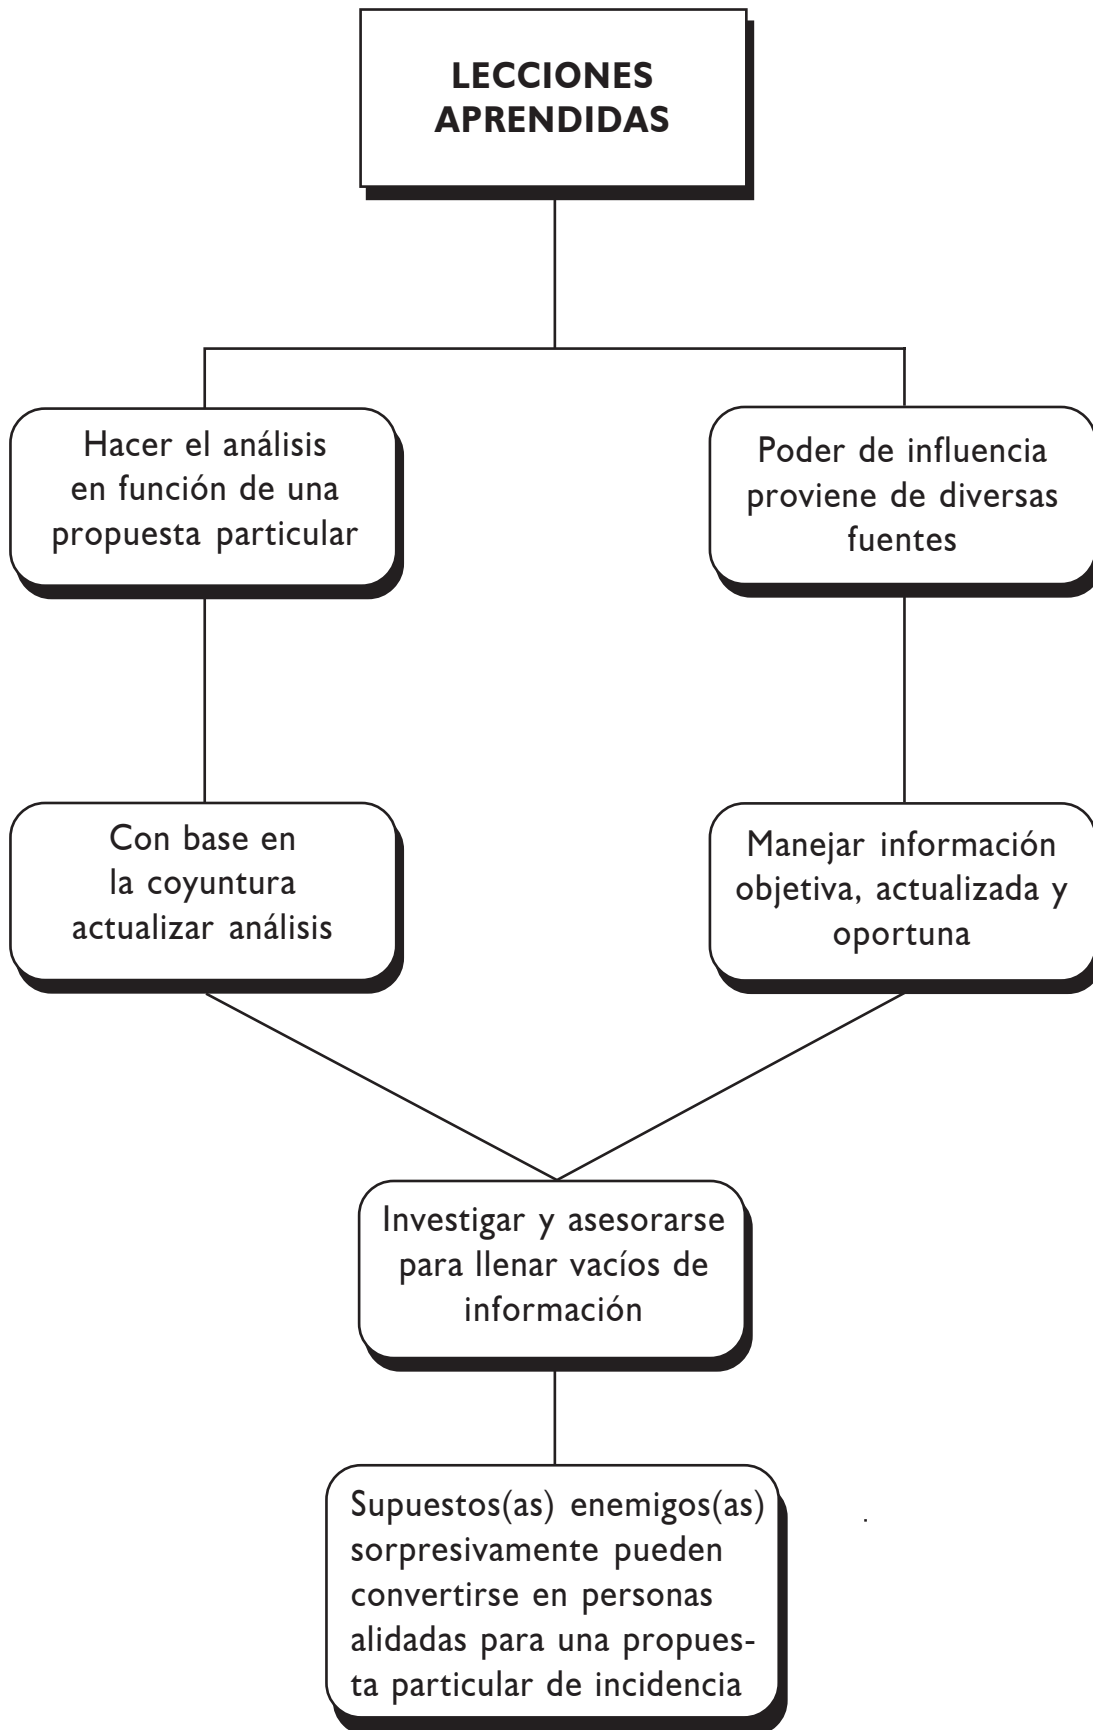 LECCIONES
APRENDIDAS
Hacer el análisis
en función de una
propuesta particular
Poder de influencia
proviene de diversas
fuentes
Con base en
la coyuntura
actualizar análisis
Manejar información
objetiva, actualizada y
oportuna
Investigar y asesorarse
para llenar vacíos de
información
Supuestos(as) enemigos(as)
sorpresivamente pueden
convertirse en personas
alidadas para una propues-
ta particular de incidencia